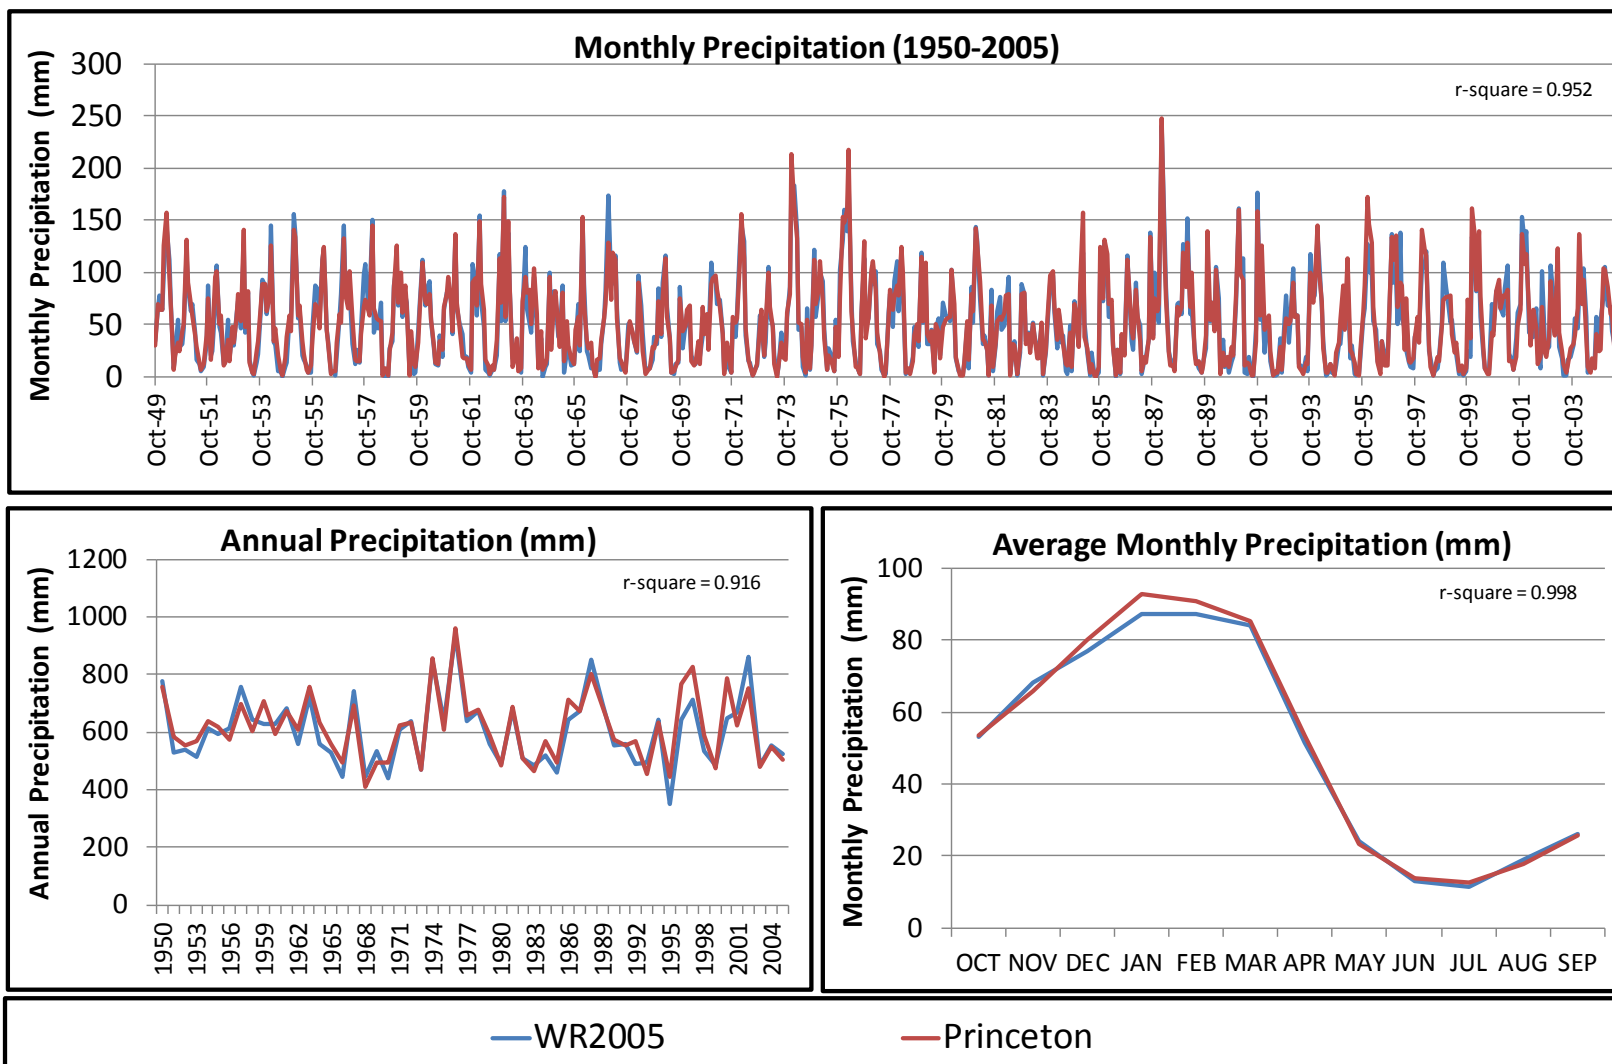 Monthly Precipitation (1950-2005)
r-square = 0.952
Monthly Precipitation (mm)
300
250
200
150
100
50
0
Oct-49 Oct-51 Oct-53 Oct-55 Oct-57 Oct-59 Oct-61 Oct-63 Oct-65 Oct-67 Oct-69 Oct-71 Oct-73 Oct-75 Oct-77 Oct-79 Oct-81 Oct-83 Oct-85 Oct-87 Oct-89 Oct-91 Oct-93 Oct-95 Oct-97 Oct-99 Oct-01 Oct-03
Annual Precipitation (mm)
r-square = 0.916
Annual Precipitation (mm)
1200
1000
800
600
400
200
0
1950 1953 1956 1959 1962 1965 1968 1971 1974 1977 1980 1983 1986 1989 1992 1995 1998 2001 2004
Average Monthly Precipitation (mm)
r-square = 0.998
Monthly Precipitation (mm)
100
80
60
40
20
0
OCT NOV DEC JAN FEB MAR APR MAY JUN JUL AUG SEP
WR2005 Princeton